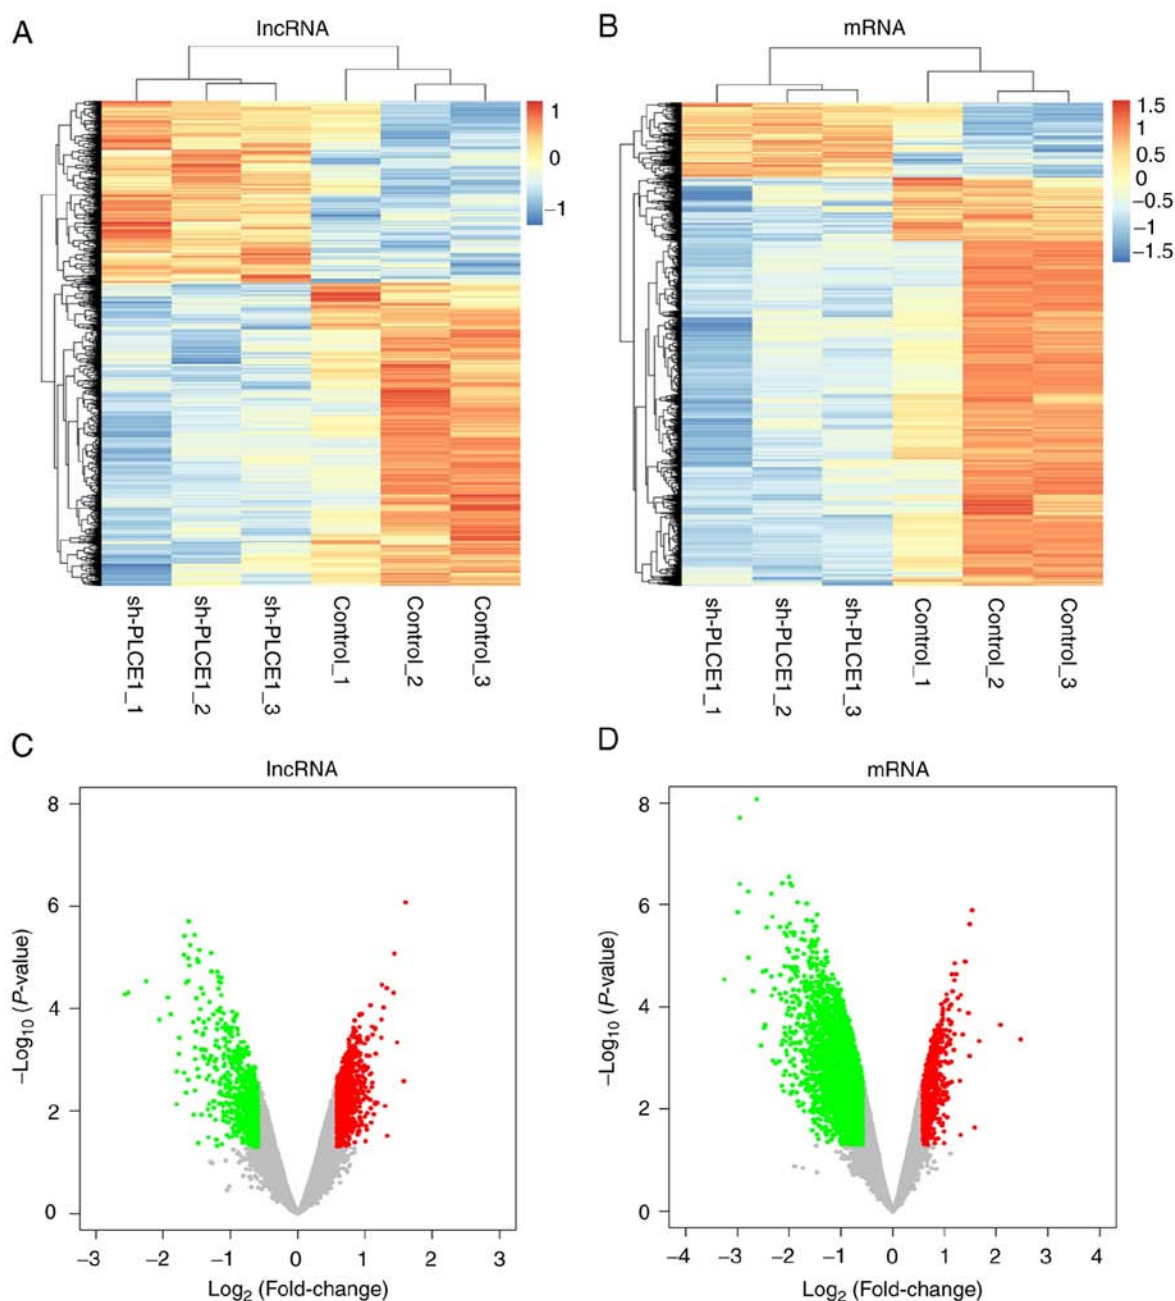 A
lncRNA
1
0
−1
sh-PLCE1_1
sh-PLCE1_2
sh-PLCE1_3
Control_1
Control_2
Control_3
B
mRNA
1.5
1
0.5
0
−0.5
−1
−1.5
sh-PLCE1_1
sh-PLCE1_2
sh-PLCE1_3
Control_1
Control_2
Control_3
C
lncRNA
−Log10 (P-value)
8
6
4
2
0
−3 −2 −1 0 1 2 3
Log2 (Fold-change)
D
mRNA
−Log10 (P-value)
8
6
4
2
0
−4 −3 −2 −1 0 1 2 3 4
Log2 (Fold-change)